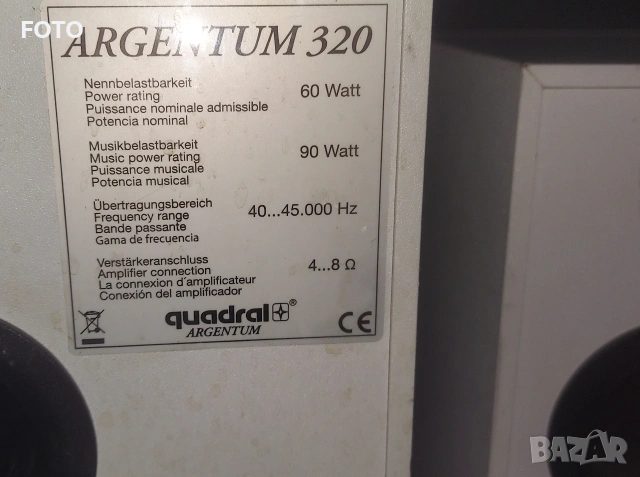 FOTO
ARGENTUM 320
Nennbelastbarkeit
Power rating
Puissance nominale admissible
Potencia nominal
60 Watt
Musikbelastbarkeit
Music power rating
Puissance musicale
Potencia musical
90 Watt
Übertragungsbereich
Frequency range
Bande passante
Gama de frecuencia
40...45.000 Hz
Verstärkeranschluss
Amplifier connection
La connexion d´amplificateur
Conexión del amplificador
4...8 Ω
quadral®
ARGENTUM
CE
BAZAR